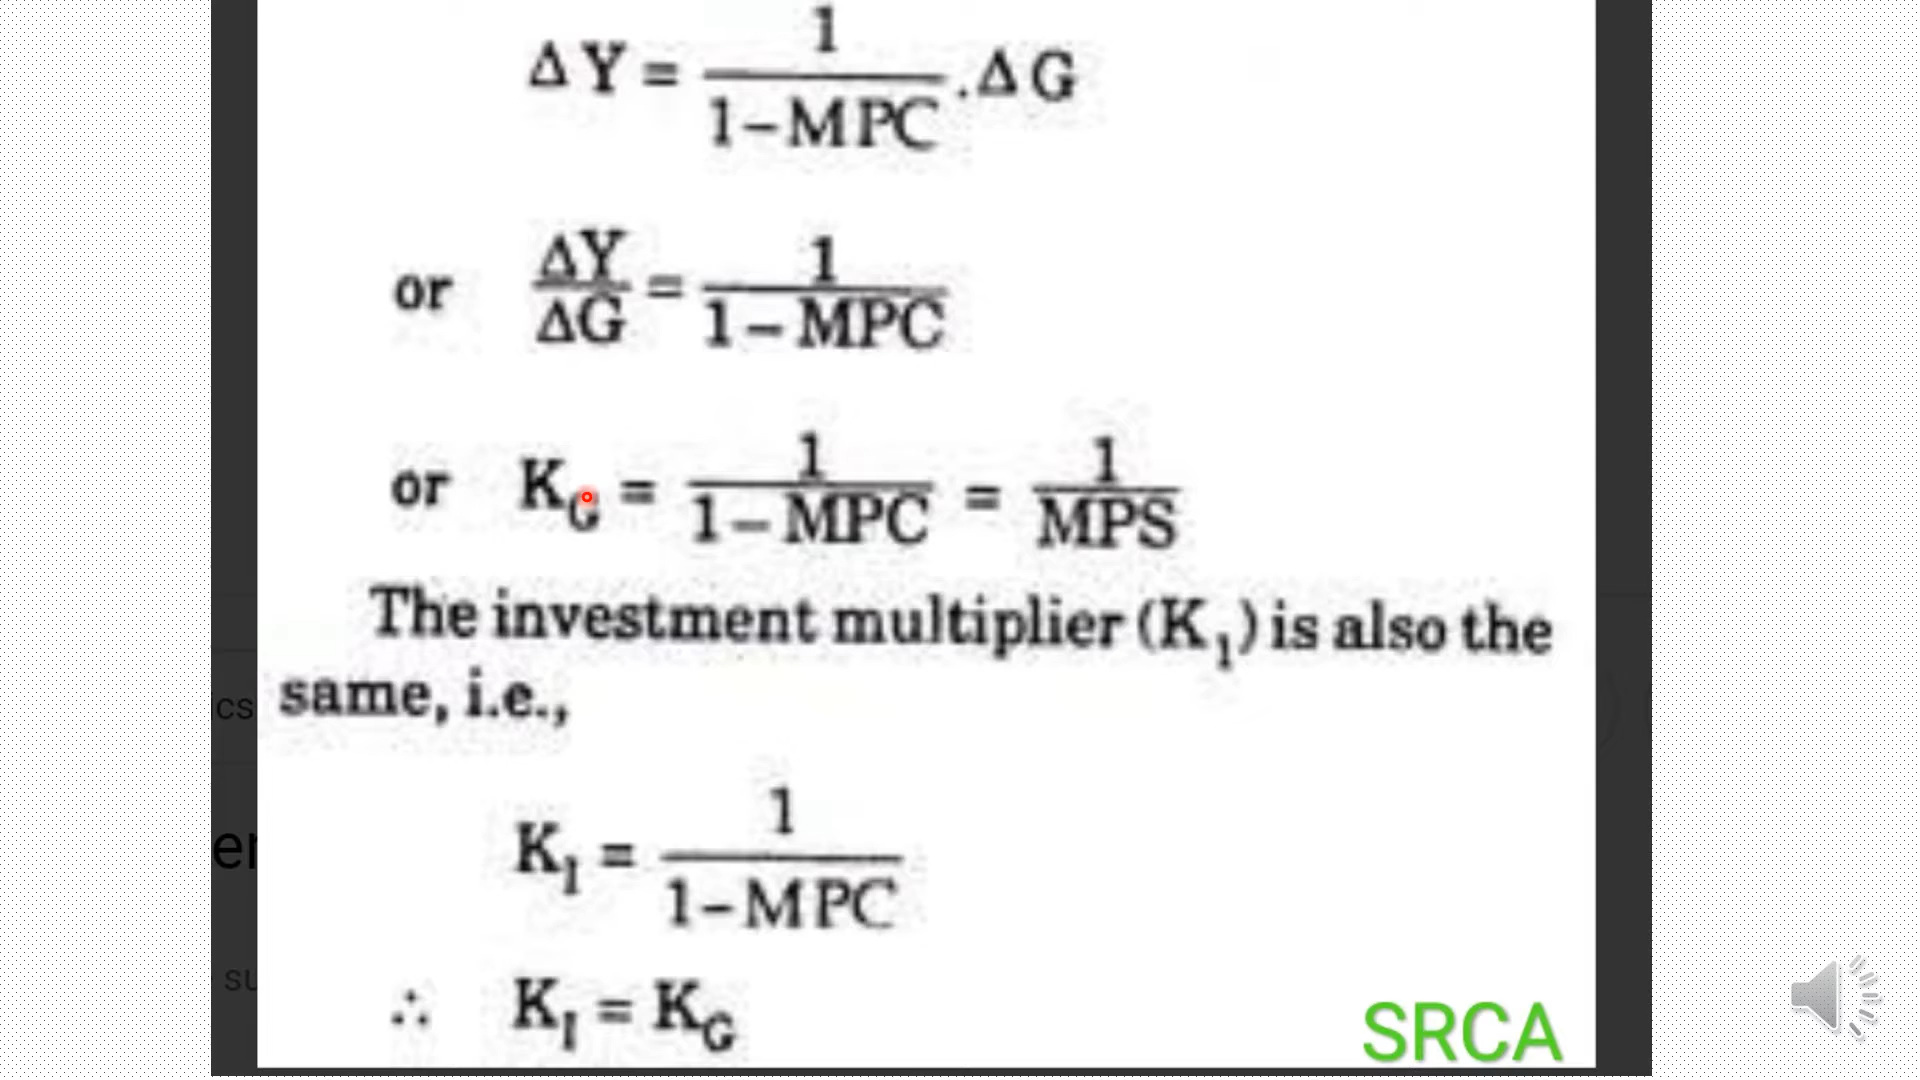 ΔY = 1/(1-MPC) .ΔG
or ΔY/ΔG = 1/(1-MPC)
or K_G = 1/(1-MPC) = 1/MPS
The investment multiplier (K_I) is also the
same, i.e.,
K_I = 1/(1-MPC)
∴ K_I = K_G
SRCA